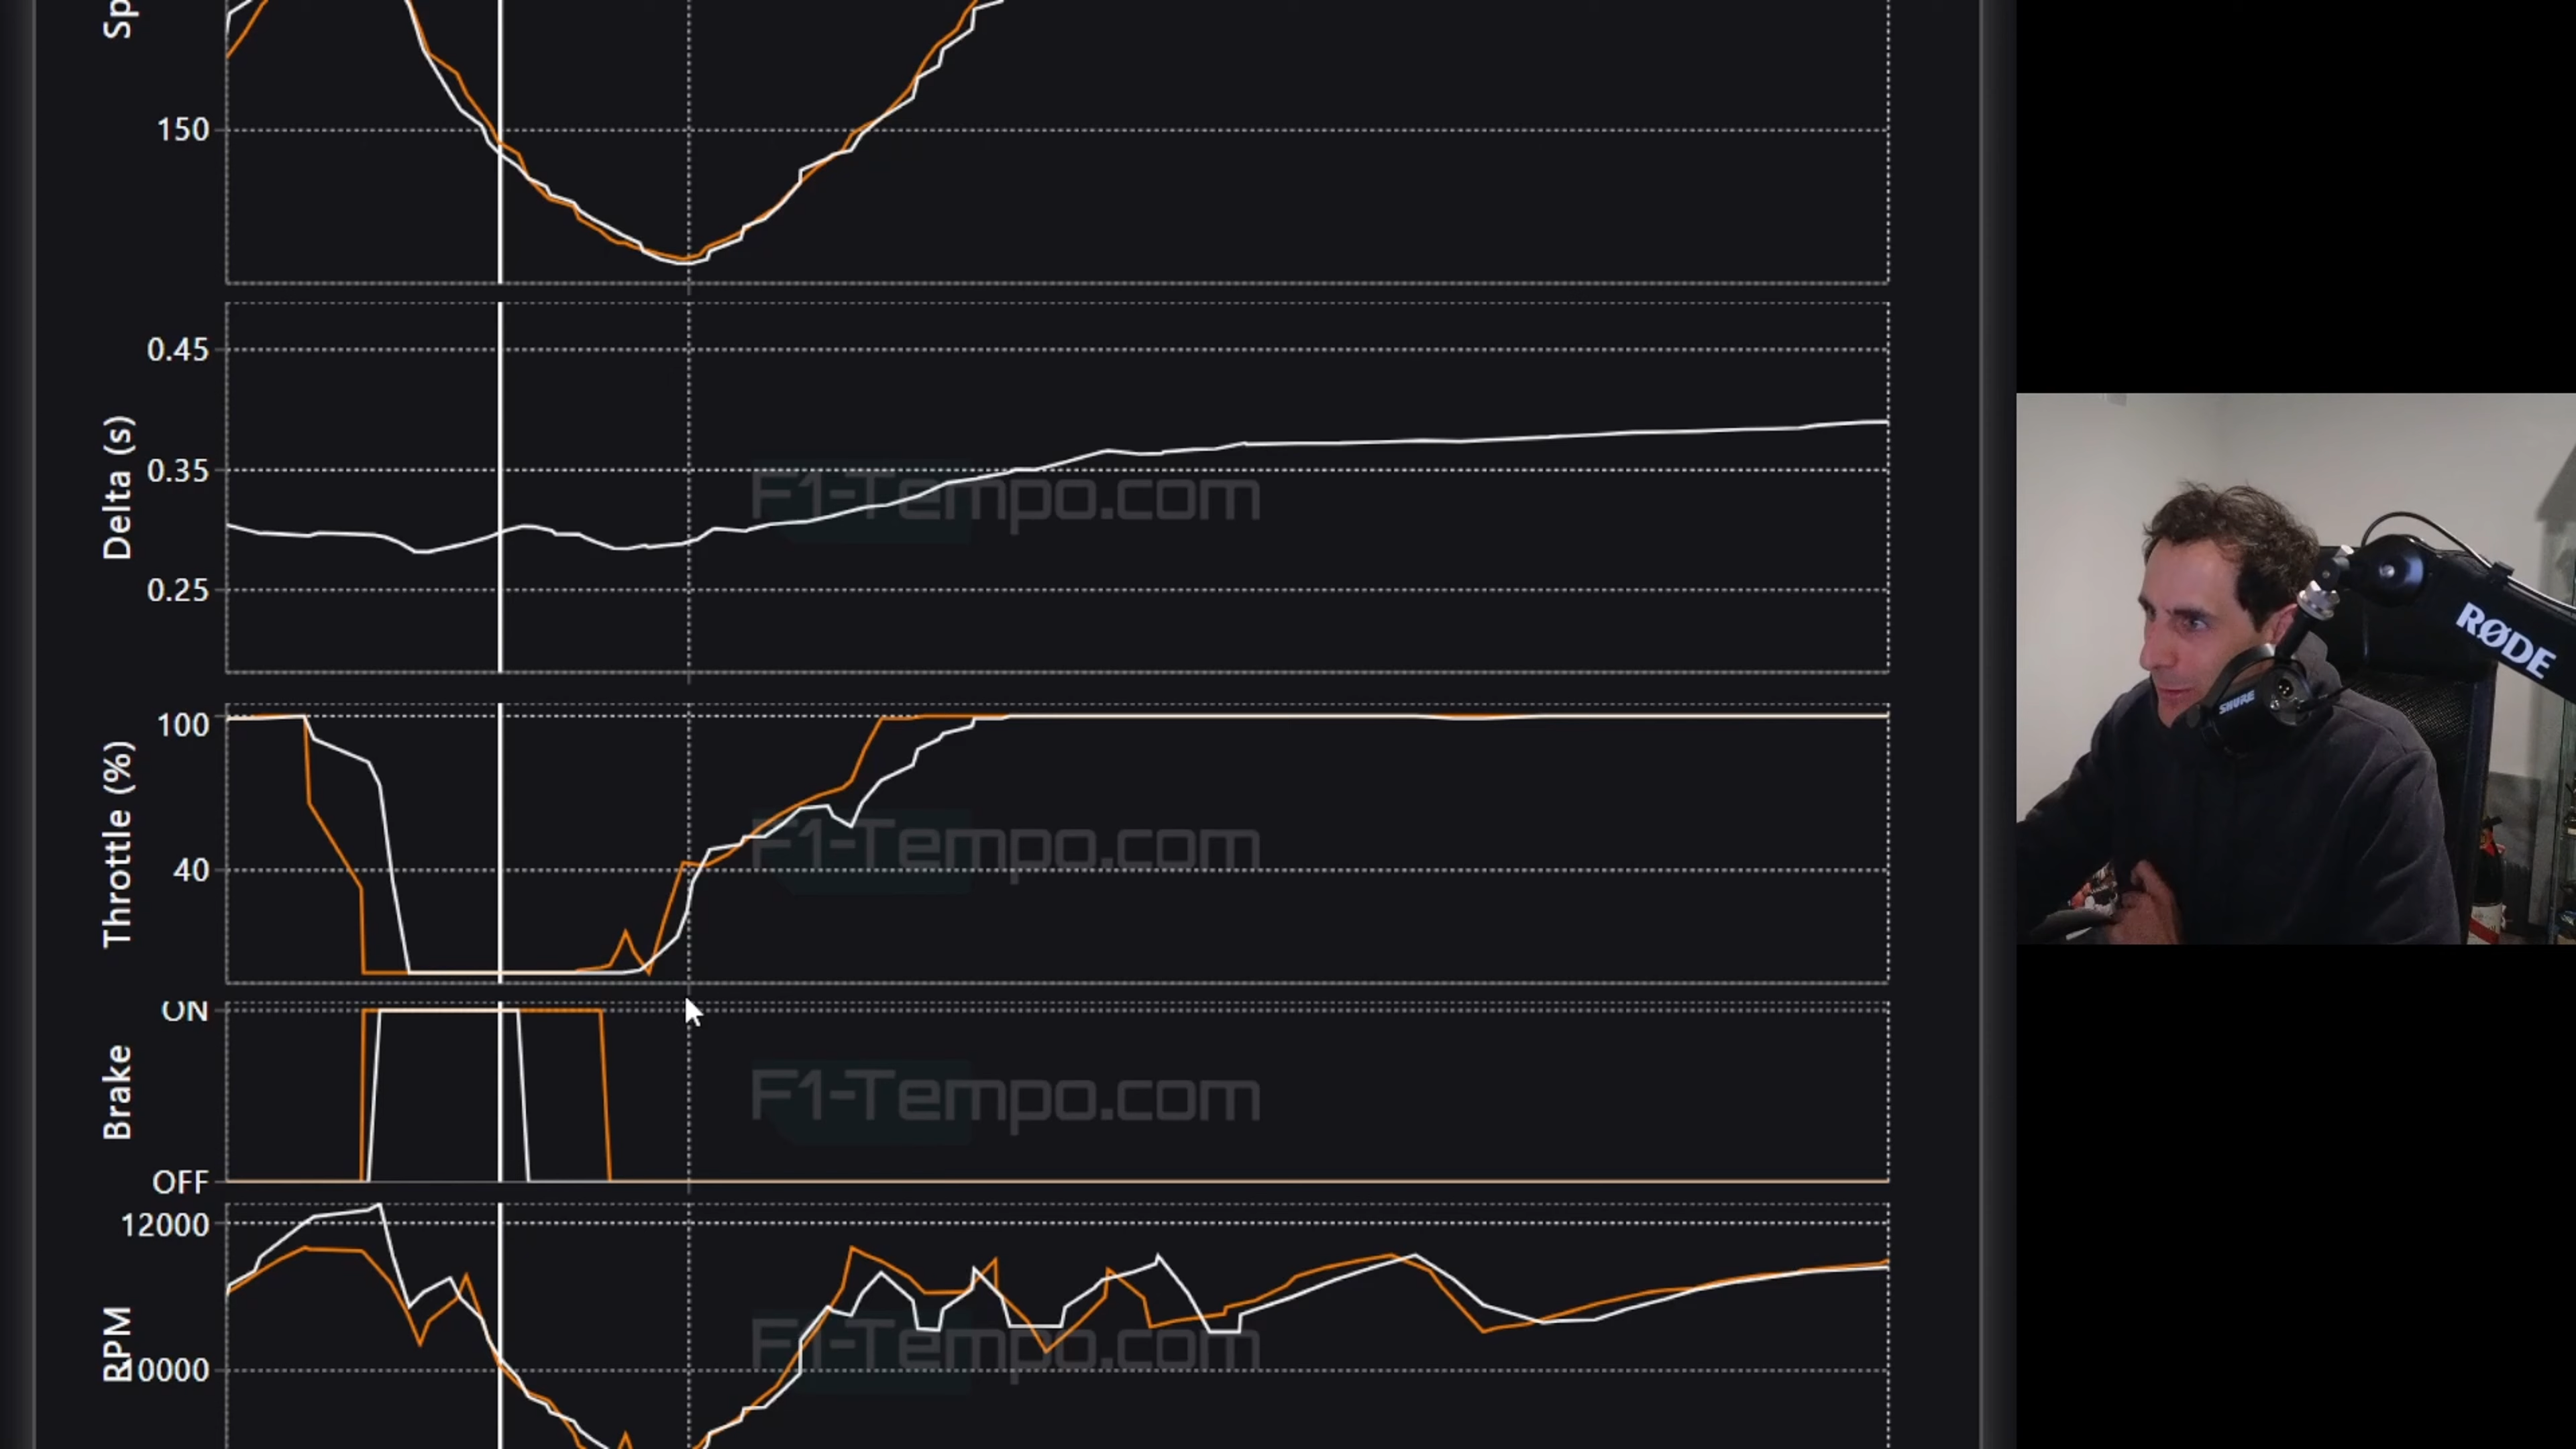 Sp
150
0.45
Delta (s)
0.35
0.25
F1-Tempo.com
100
Throttle (%)
40
F1-Tempo.com
ON
Brake
OFF
F1-Tempo.com
12000
RPM
10000
F1-Tempo.com
RØDE
SHURE